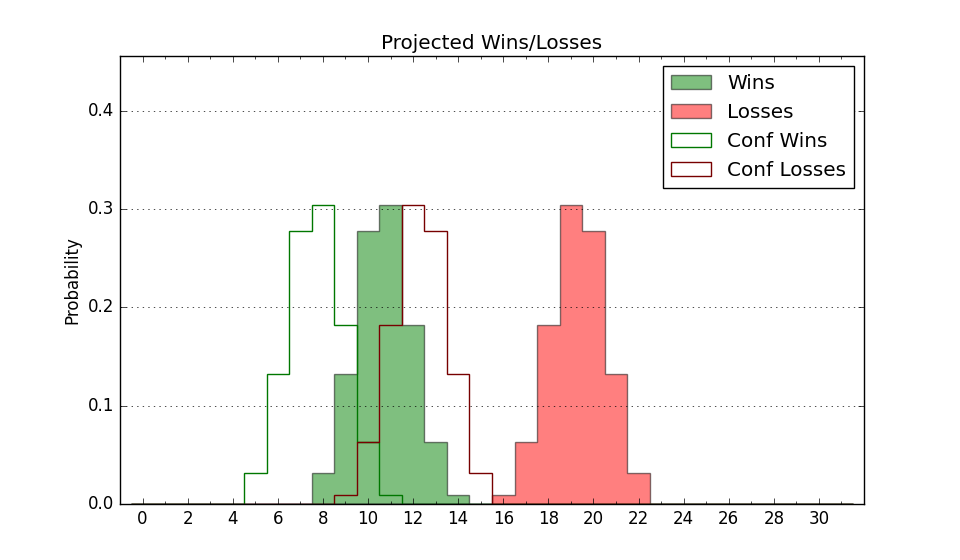 Projected Wins/Losses
Wins
Losses
Conf Wins
Conf Losses
Probability
0.4
0.3
0.2
0.1
0.0
0 2 4 6 8 10 12 14 16 18 20 22 24 26 28 30